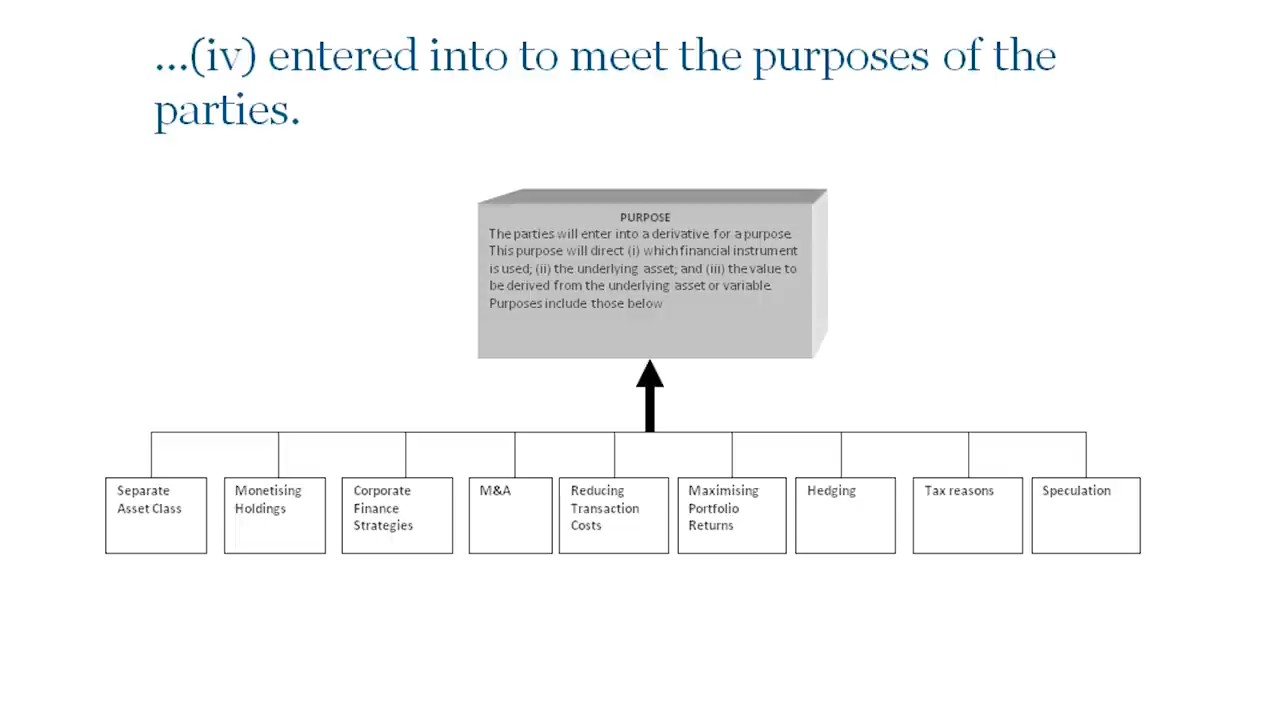 ...(iv) entered into to meet the purposes of the
parties.
PURPOSE
The parties will enter into a derivative for a purpose.
This purpose will direct (i) which financial instrument
is used; (ii) the underlying asset; and (iii) the value to
be derived from the underlying asset or variable.
Purposes include those below
Separate
Asset Class
Monetising
Holdings
Corporate
Finance
Strategies
M&A
Reducing
Transaction
Costs
Maximising
Portfolio
Returns
Hedging
Tax reasons
Speculation